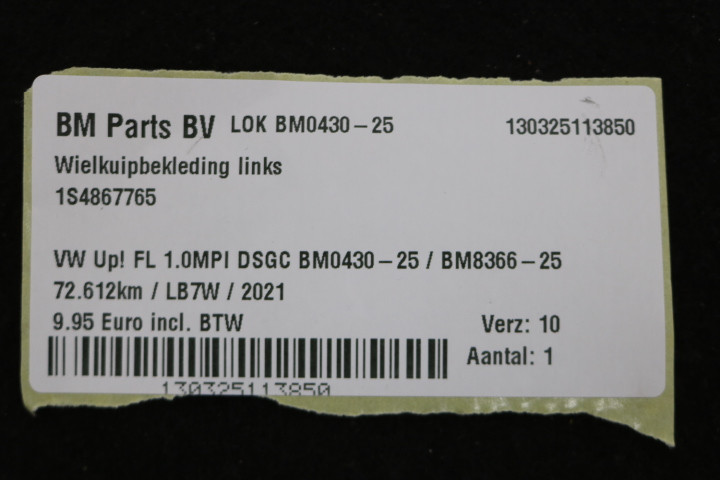 BM Parts BV LOK BM0430-25 130325113850
Wielkuipbekleding links
1S4867765
VW Up! FL 1.0MPI DSGC BM0430-25 / BM8366-25
72.612km / LB7W / 2021
9.95 Euro incl. BTW Verz: 10
Aantal: 1
130325113850